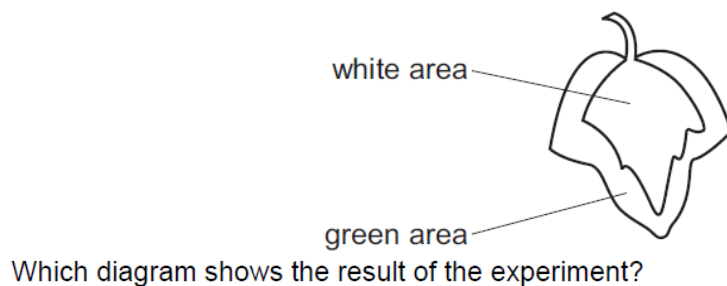 white area
green area
Which diagram shows the result of the experiment?